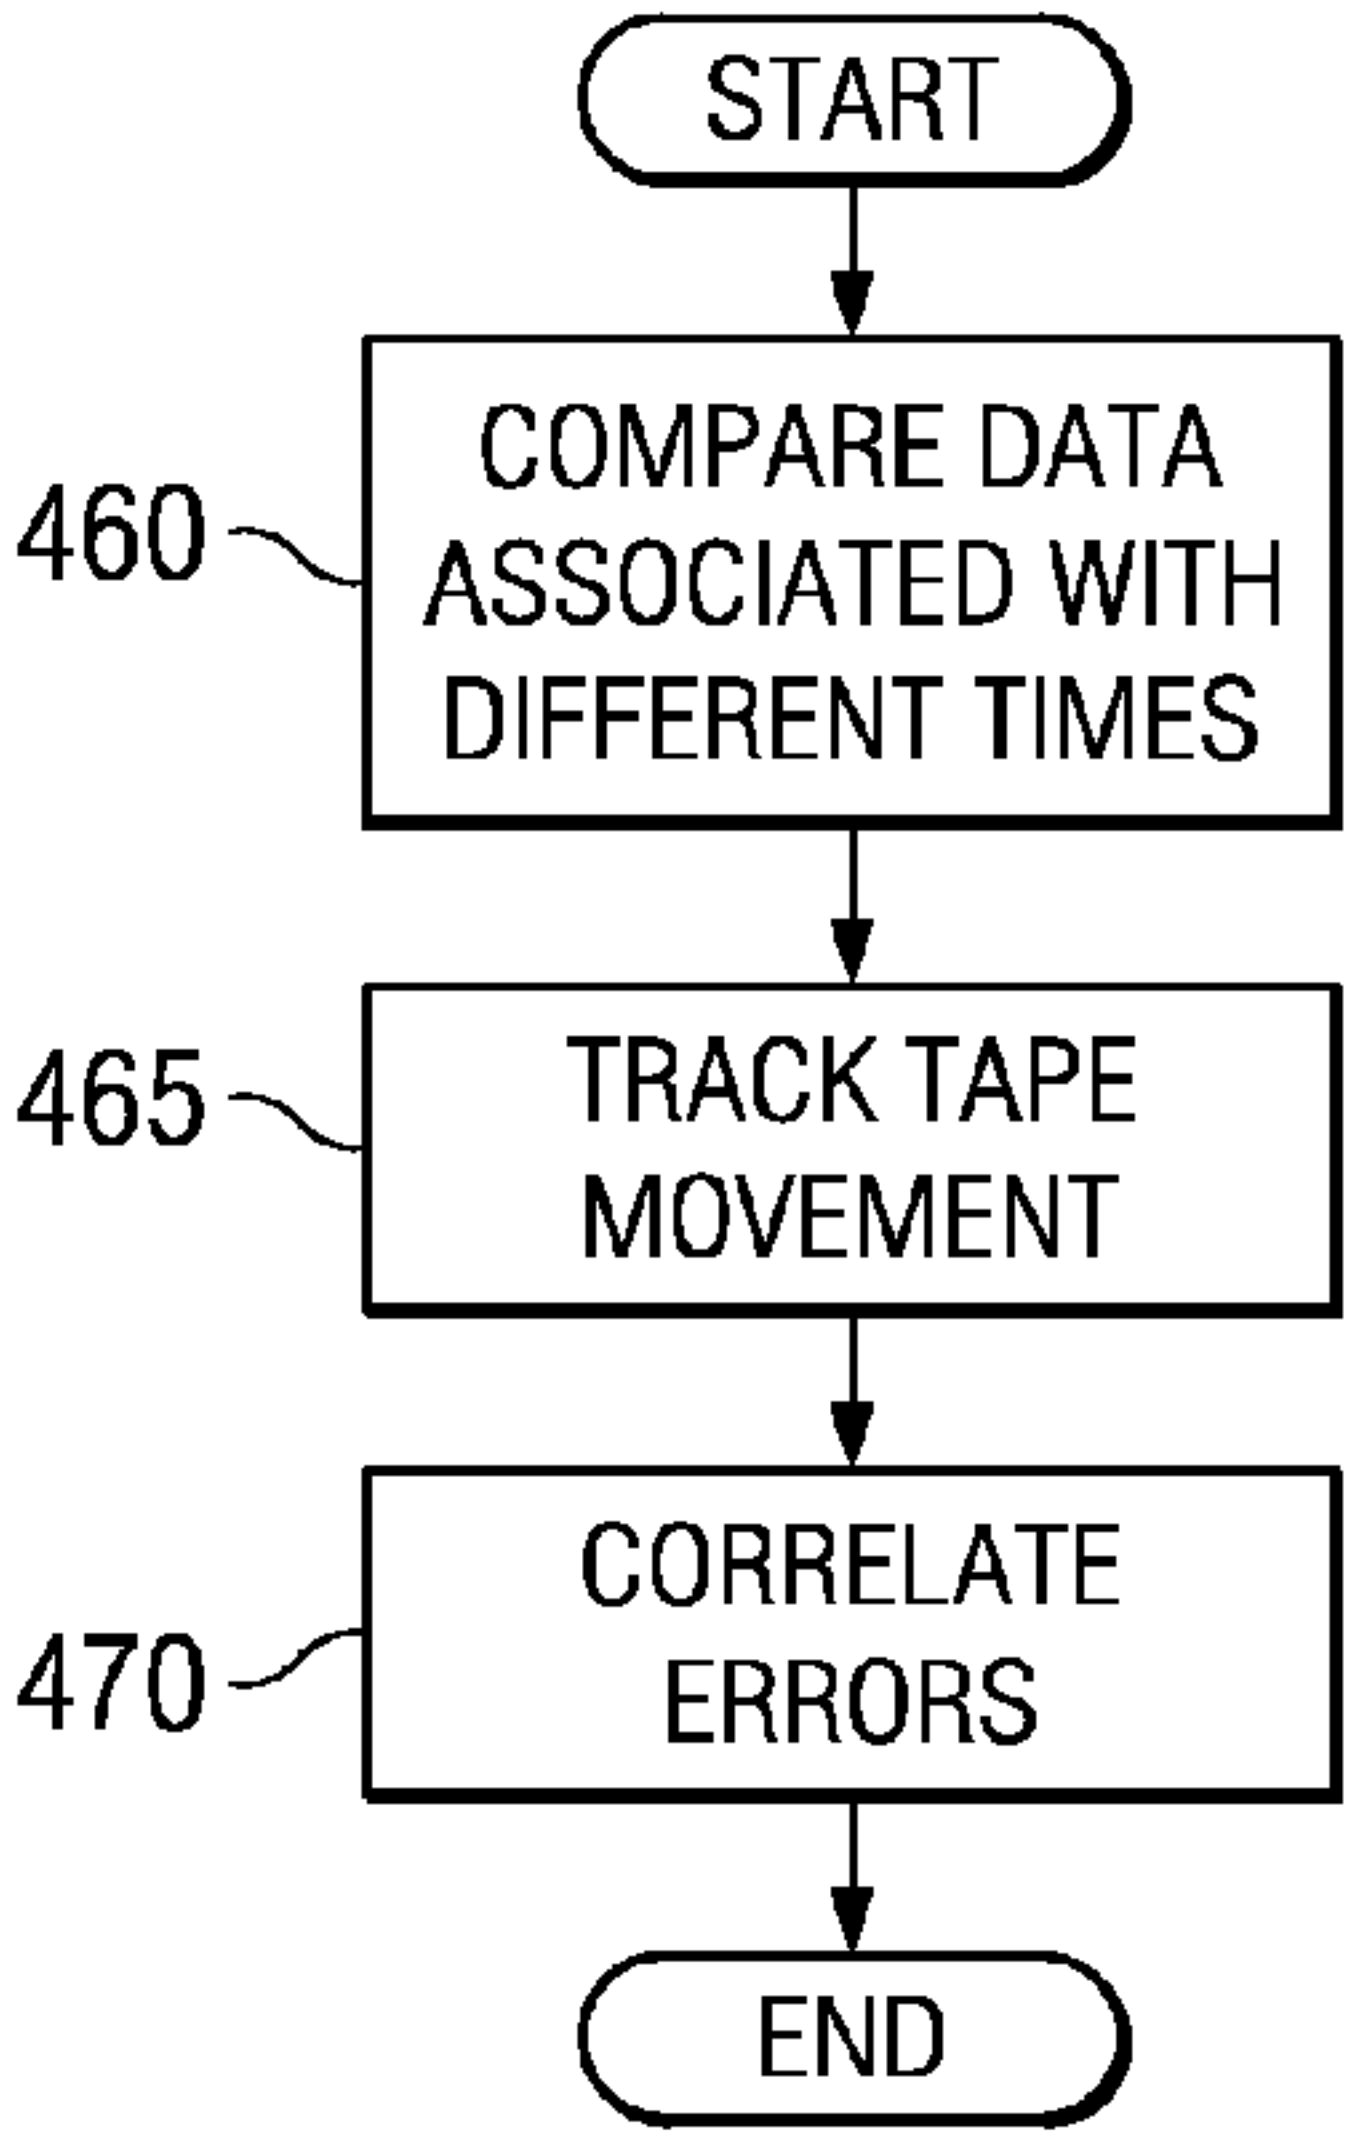 START
COMPARE DATA
ASSOCIATED WITH
DIFFERENT TIMES
460
TRACK TAPE
MOVEMENT
465
CORRELATE
ERRORS
470
END